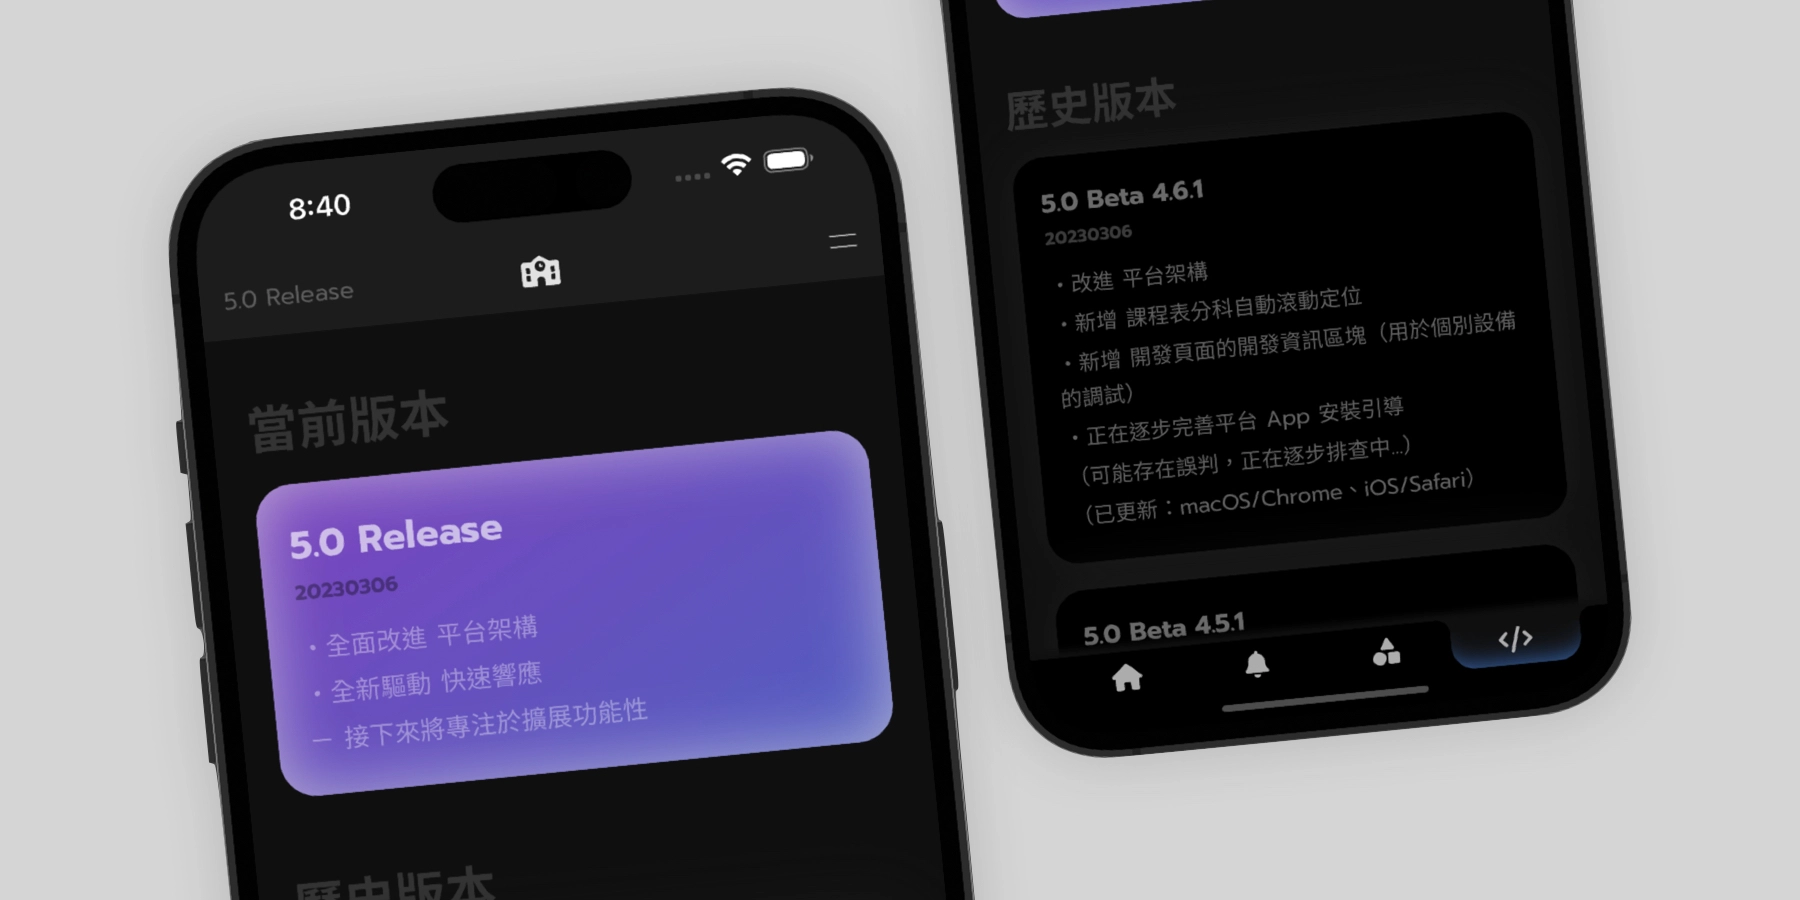 8:40
5.0 Release
當前版本
5.0 Release
20230306
・全面改進 平台架構
・全新驅動 快速響應
— 接下來將專注於擴展功能性
歷史版本
歷史版本
5.0 Beta 4.6.1
20230306
・改進 平台架構
・新增 課程表分科自動滾動定位
・新增 開發頁面的開發資訊區塊（用於個別設備
的調試）
・正在逐步完善平台 App 安裝引導
（可能存在誤判，正在逐步排查中...）
（已更新：macOS/Chrome、iOS/Safari）
5.0 Beta 4.5.1